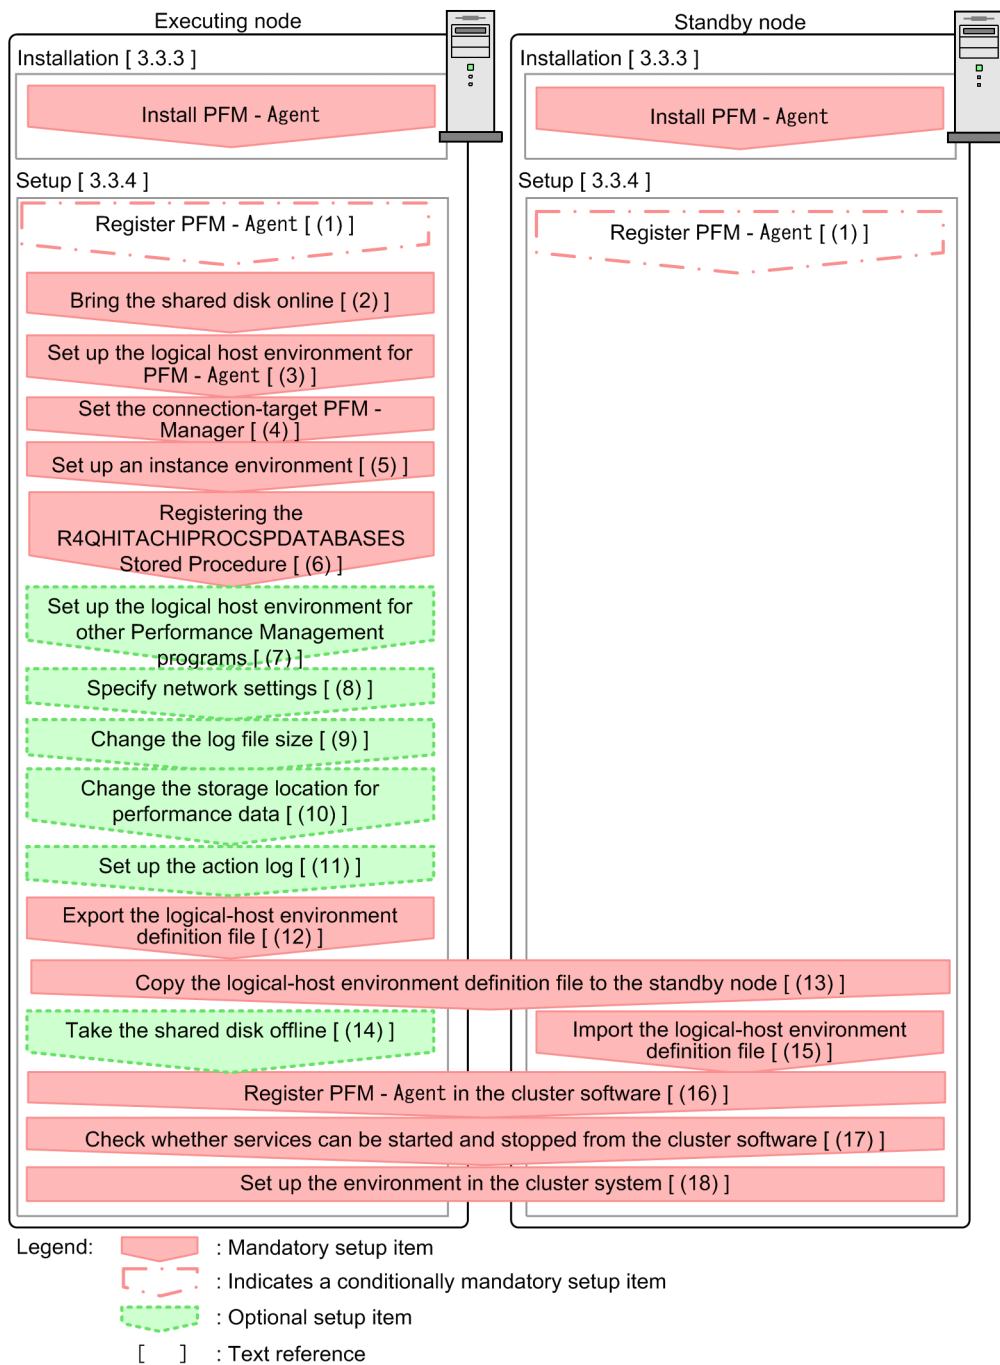 Executing node
Standby node
Installation [ 3.3.3 ]
Installation [ 3.3.3 ]
Install PFM - Agent
Install PFM - Agent
Setup [ 3.3.4 ]
Setup [ 3.3.4 ]
Register PFM - Agent [ (1) ]
Register PFM - Agent [ (1) ]
Bring the shared disk online [ (2) ]
Set up the logical host environment for
PFM - Agent [ (3) ]
Set the connection-target PFM -
Manager [ (4) ]
Set up an instance environment [ (5) ]
Registering the
R4QHITACHIPROCSPDATABASES
Stored Procedure [ (6) ]
Set up the logical host environment for
other Performance Management
programs [ (7) ]
Specify network settings [ (8) ]
Change the log file size [ (9) ]
Change the storage location for
performance data [ (10) ]
Set up the action log [ (11) ]
Export the logical-host environment
definition file [ (12) ]
Copy the logical-host environment definition file to the standby node [ (13) ]
Take the shared disk offline [ (14) ]
Import the logical-host environment
definition file [ (15) ]
Register PFM - Agent in the cluster software [ (16) ]
Check whether services can be started and stopped from the cluster software [ (17) ]
Set up the environment in the cluster system [ (18) ]
Legend:
: Mandatory setup item
: Indicates a conditionally mandatory setup item
: Optional setup item
[ ] : Text reference